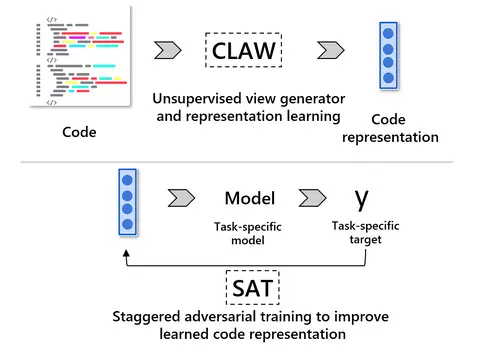 CLAW
Unsupervised view generator
and representation learning
Code
Code
representation
Model
Task-specific
model
y
Task-specific
target
SAT
Staggered adversarial training to improve
learned code representation